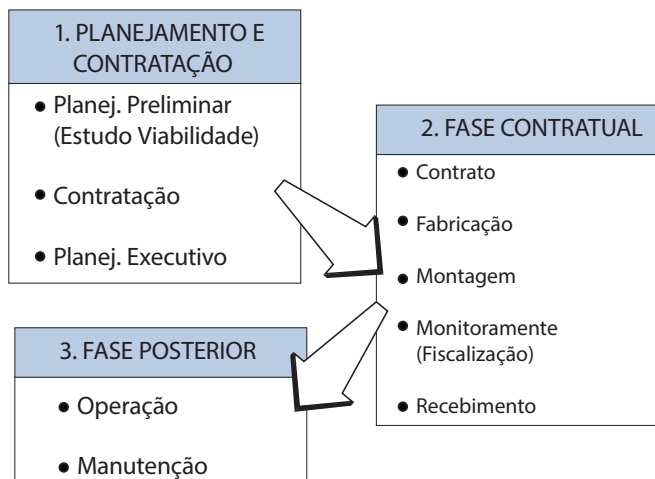 1. PLANEJAMENTO E
CONTRATAÇÃO
• Planej. Preliminar
(Estudo Viabilidade)
• Contratação
• Planej. Executivo
2. FASE CONTRATUAL
• Contrato
• Fabricação
• Montagem
• Monitoramente
(Fiscalização)
• Recebimento
3. FASE POSTERIOR
• Operação
• Manutenção